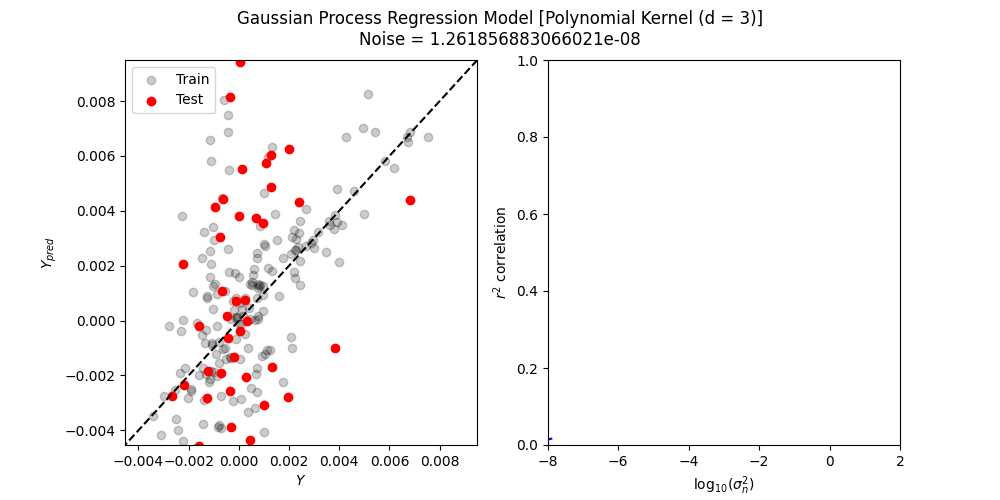 Gaussian Process Regression Model [Polynomial Kernel (d = 3)]
Noise = 1.261856883066021e-08
Train
Test
0.008
0.006
0.004
0.002
0.000
−0.002
−0.004
Y_pred
−0.004 −0.002 0.000 0.002 0.004 0.006 0.008
Y
1.0
0.8
0.6
0.4
0.2
0.0
r² correlation
−8 −6 −4 −2 0 2
log₁₀(σ²ₙ)